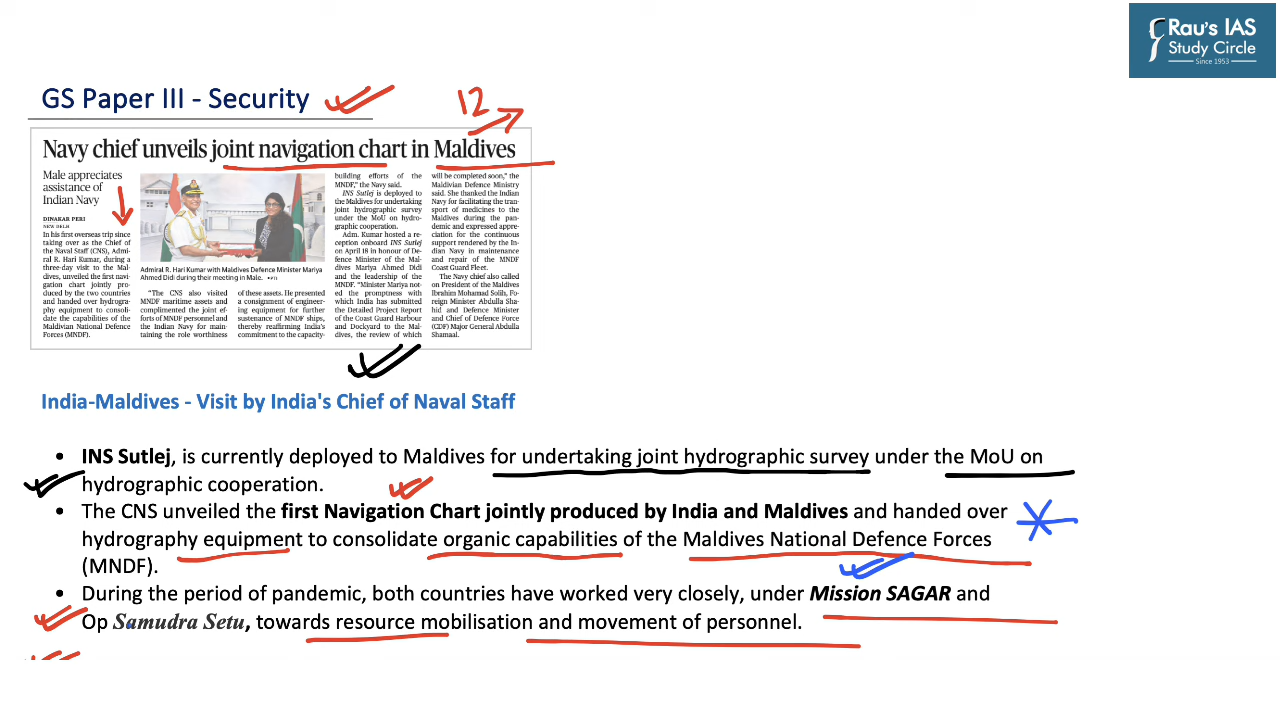 Rau's IAS
Study Circle
Since 1953
GS Paper III - Security
12
Navy chief unveils joint navigation chart in Maldives
Male appreciates
assistance of
Indian Navy
DINAKAR PERI
NEW DELHI
In his first overseas trip since
taking over as the Chief of
the Naval Staff (CNS), Admi-
ral R. Hari Kumar, during a
three-day visit to the Mal-
dives, unveiled the first navi-
gation chart jointly pro-
duced by the two countries
and handed over hydrogra-
phy equipment to consoli-
date the capabilities of the
Maldivian National Defence
Forces (MNDF).
Admiral R. Hari Kumar with Maldives Defence Minister Mariya
Ahmed Didi during their meeting in Male. •PTI
"The CNS also visited
MNDF maritime assets and
complimented the joint ef-
forts of MNDF personnel and
the Indian Navy for main-
taining the role worthiness
of these assets. He presented
a consignment of engineer-
ing equipment for further
sustenance of MNDF ships,
thereby reaffirming India's
commitment to the capacity-
building efforts of the
MNDF," the Navy said.
INS Sutlej is deployed to
the Maldives for undertaking
joint hydrographic survey
under the MoU on hydro-
graphic cooperation.
Adm. Kumar hosted a re-
ception onboard INS Sutlej
on April 18 in honour of De-
fence Minister of the Mal-
dives Mariya Ahmed Didi
and the leadership of the
MNDF. "Minister Mariya not-
ed the promptness with
which India has submitted
the Detailed Project Report
of the Coast Guard Harbour
and Dockyard to the Mal-
dives, the review of which
will be completed soon," the
Maldivian Defence Ministry
said. She thanked the Indian
Navy for facilitating the tran-
sport of medicines to the
Maldives during the pan-
demic and expressed appre-
ciation for the continuous
support rendered by the In-
dian Navy in maintenance
and repair of the MNDF
Coast Guard Fleet.
The Navy chief also called
on President of the Maldives
Ibrahim Mohamad Solih, Fo-
reign Minister Abdulla Sha-
hid and Defence Minister
and Chief of Defence Force
(CDF) Major General Abdulla
Shamaal.
India-Maldives - Visit by India's Chief of Naval Staff
• INS Sutlej, is currently deployed to Maldives for undertaking joint hydrographic survey under the MoU on
hydrographic cooperation.
• The CNS unveiled the first Navigation Chart jointly produced by India and Maldives and handed over
hydrography equipment to consolidate organic capabilities of the Maldives National Defence Forces
(MNDF).
• During the period of pandemic, both countries have worked very closely, under Mission SAGAR and
Op Samudra Setu, towards resource mobilisation and movement of personnel.